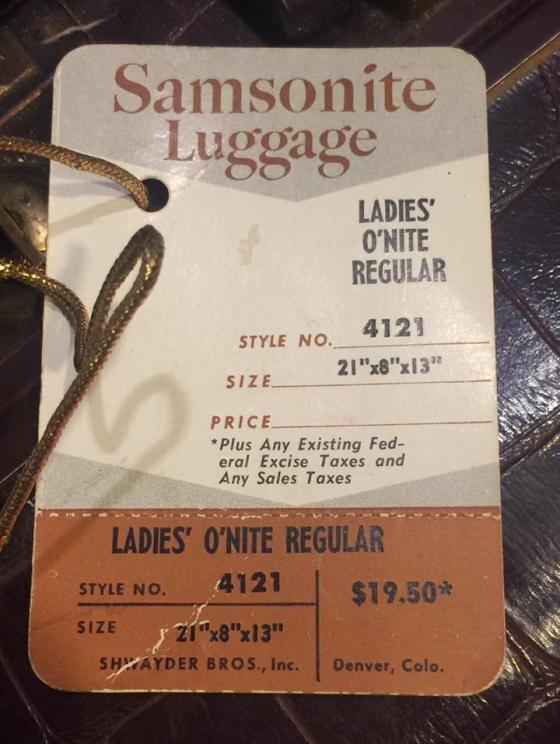 Samsonite
Luggage
LADIES'
O'NITE
REGULAR
STYLE NO. 4121
SIZE 21"x8"x13"
PRICE
*Plus Any Existing Fed-
eral Excise Taxes and
Any Sales Taxes
LADIES' O'NITE REGULAR
STYLE NO. 4121
$19.50*
SIZE 21"x8"x13"
SHWAYDER BROS., Inc. Denver, Colo.